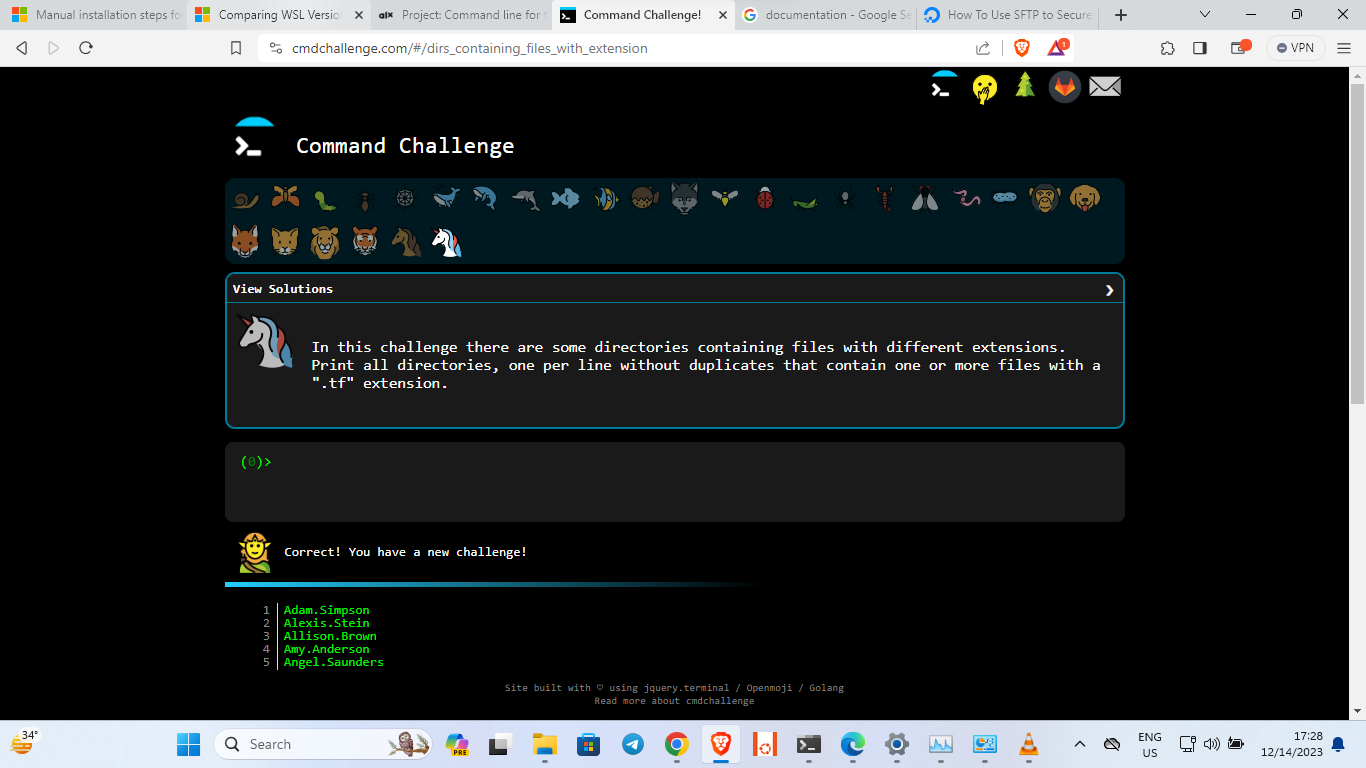 Manual installation steps fo
Comparing WSL Versio
alx Project: Command line for t
Command Challenge!
documentation - Google Se
How To Use SFTP to Secure
cmdchallenge.com/#/dirs_containing_files_with_extension
1
VPN
Command Challenge
View Solutions
In this challenge there are some directories containing files with different extensions.
Print all directories, one per line without duplicates that contain one or more files with a
".tf" extension.
(0)>
Correct! You have a new challenge!
1 Adam.Simpson
2 Alexis.Stein
3 Allison.Brown
4 Amy.Anderson
5 Angel.Saunders
Site built with ♡ using jquery.terminal / Openmoji / Golang
Read more about cmdchallenge
34°
Search
PRE
ENG
US
17:28
12/14/2023